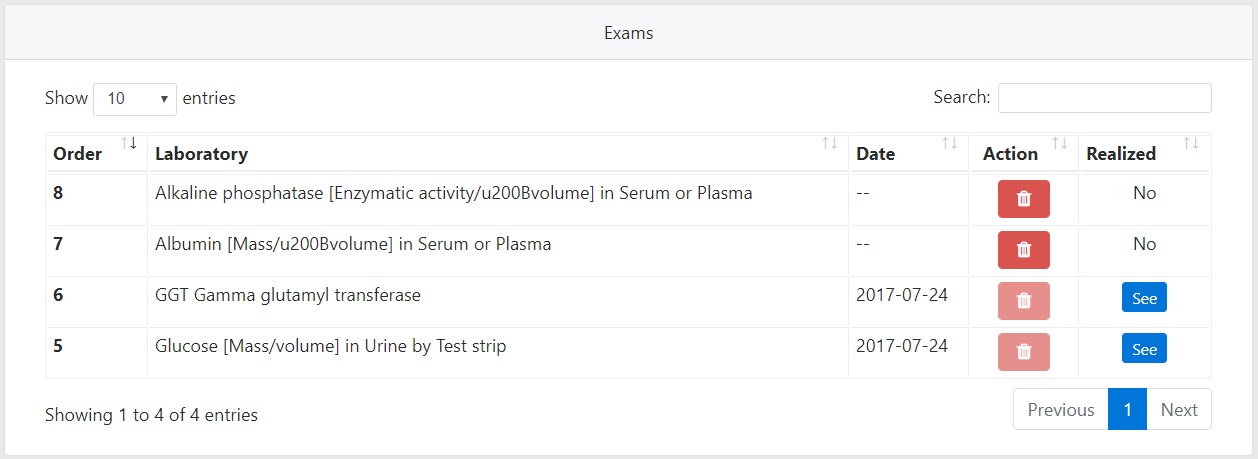 Exams
Show 10 entries Search:
Order Laboratory Date Action Realized
8 Alkaline phosphatase [Enzymatic activity/u200Bvolume] in Serum or Plasma -- No
7 Albumin [Mass/u200Bvolume] in Serum or Plasma -- No
6 GGT Gamma glutamyl transferase 2017-07-24 See
5 Glucose [Mass/volume] in Urine by Test strip 2017-07-24 See
Showing 1 to 4 of 4 entries Previous 1 Next